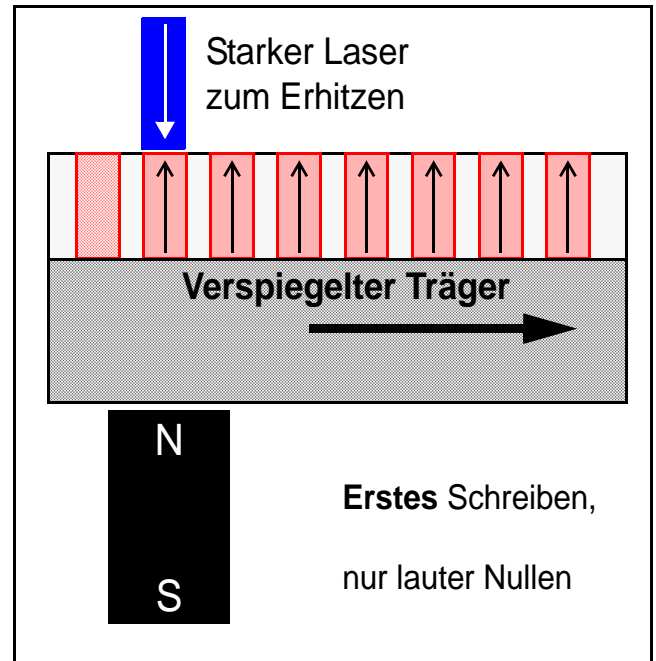 Starker Laser
zum Erhitzen
Verspiegelter Träger
N
S
Erstes Schreiben,
nur lauter Nullen